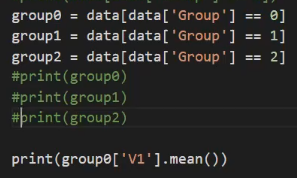 group0 = data[data['Group'] == 0]
group1 = data[data['Group'] == 1]
group2 = data[data['Group'] == 2]
#print(group0)
#print(group1)
#print(group2)
print(group0['V1'].mean())